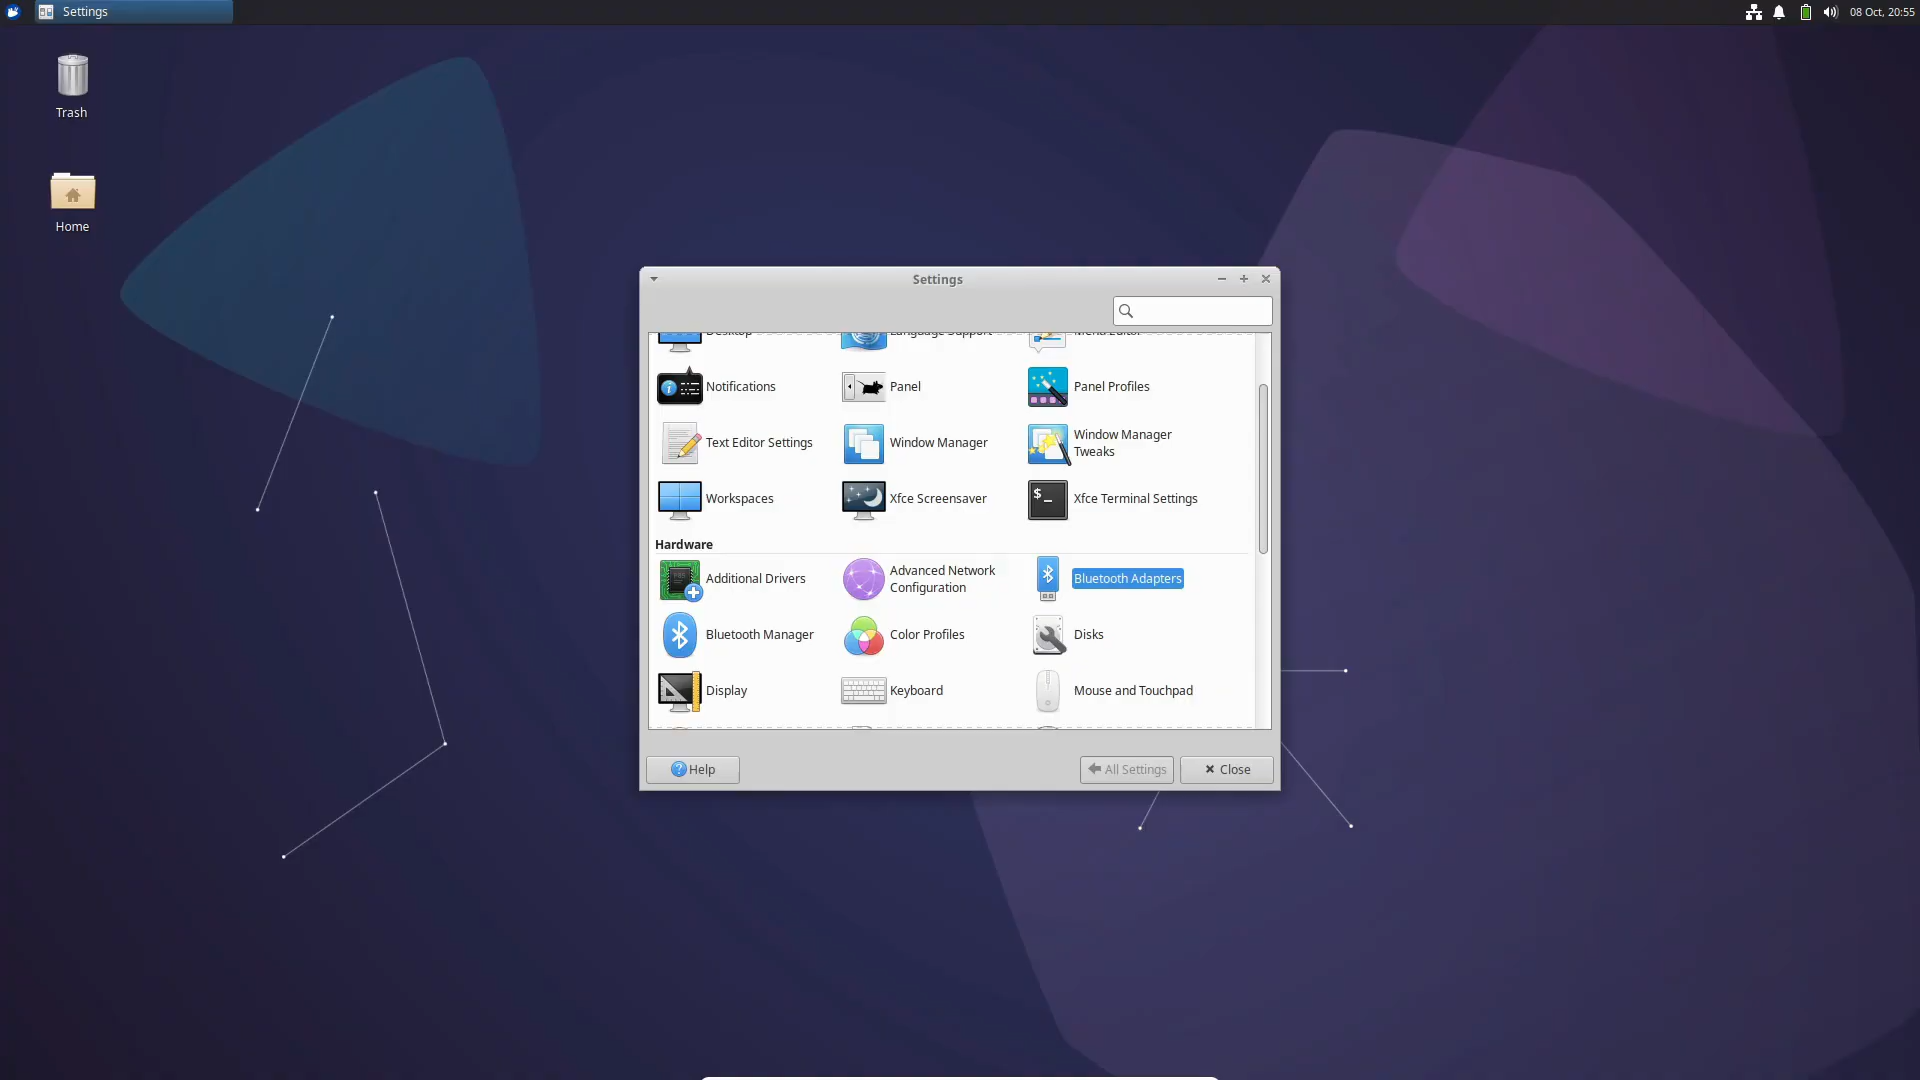 Settings
08 Oct, 20:55
Trash
Home
Settings
Desktop
Language Support
Menu Editor
Notifications
Panel
Panel Profiles
Text Editor Settings
Window Manager
Window Manager
Tweaks
Workspaces
Xfce Screensaver
$_
Xfce Terminal Settings
Hardware
Additional Drivers
Advanced Network
Configuration
Bluetooth Adapters
Bluetooth Manager
Color Profiles
Disks
Display
Keyboard
Mouse and Touchpad
? Help
All Settings
Close